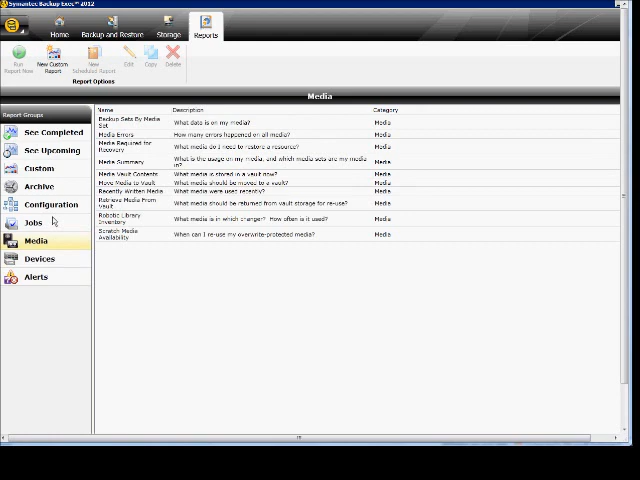 Symantec Backup Exec™ 2012
Home
Backup and Restore
Storage
Reports
Run
Report Now
New Custom
Report
New
Scheduled Report
Edit
Copy
Delete
Report Options
Media
Report Groups
See Completed
See Upcoming
Custom
Archive
Configuration
Jobs
Media
Devices
Alerts
Name Description Category
Backup Sets By Media
Set What data is on my media? Media
Media Errors How many errors happened on all media? Media
Media Required for
Recovery What media do I need to restore a resource? Media
Media Summary What is the usage on my media, and which media sets are my media
in? Media
Media Vault Contents What media is stored in a vault now? Media
Move Media to Vault What media should be moved to a vault? Media
Recently Written Media What media were used recently? Media
Retrieve Media From
Vault What media should be returned from vault storage for re-use? Media
Robotic Library
Inventory What media is in which changer? How often is it used? Media
Scratch Media
Availability When can I re-use my overwrite-protected media? Media